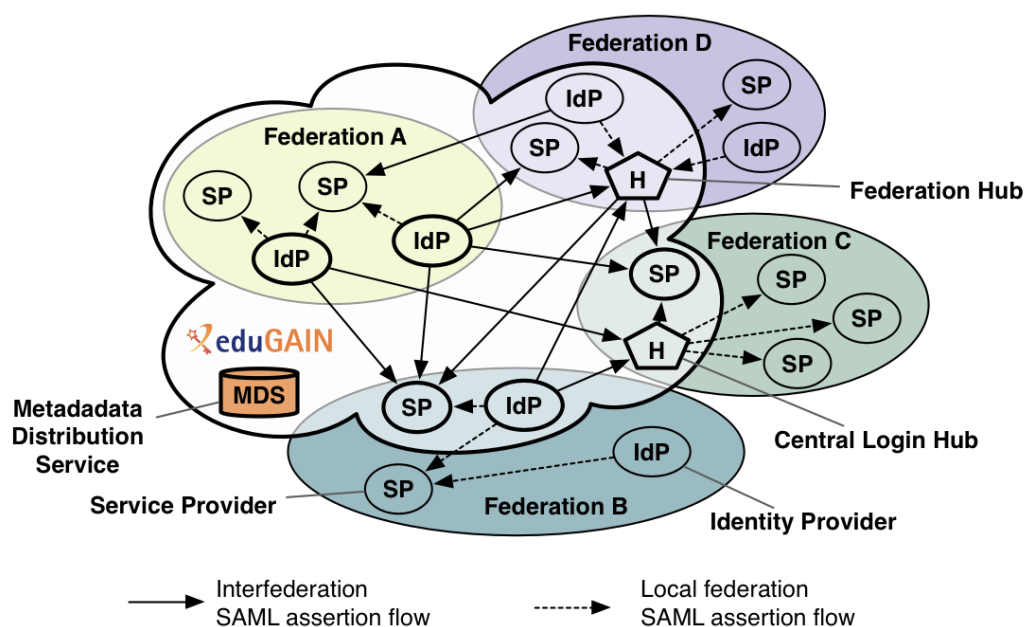 Federation D
SP
IdP
Federation A
SP
IdP
SP
SP
H
Federation Hub
IdP
IdP
Federation C
SP
SP
SP
H
SP
eduGAIN
MDS
SP
IdP
Metadadata
Distribution
Service
Central Login Hub
IdP
SP
Service Provider
Federation B
Identity Provider
Interfederation
SAML assertion flow
Local federation
SAML assertion flow